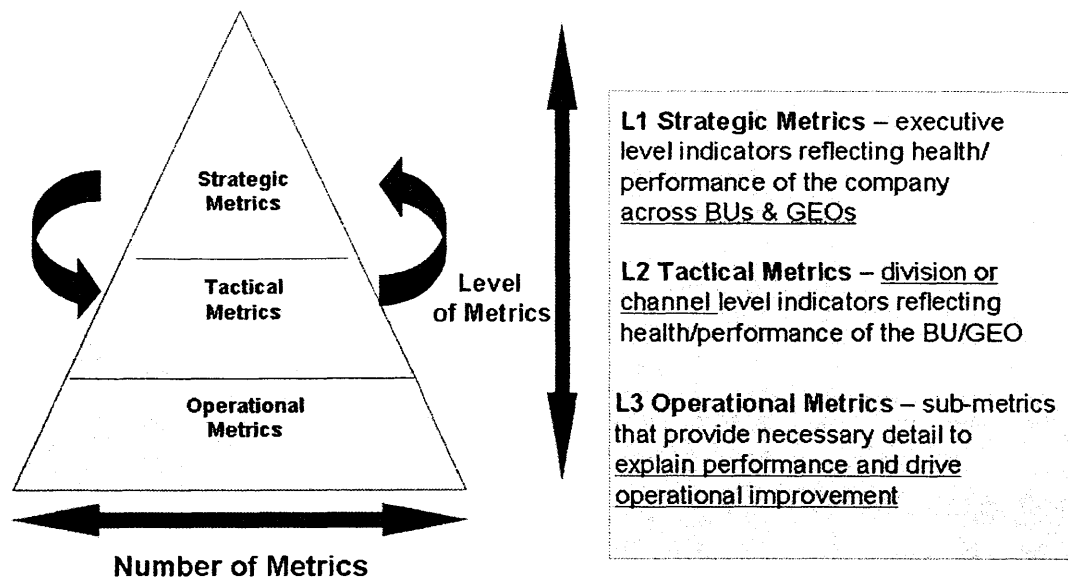 Strategic
Metrics
Tactical
Metrics
Operational
Metrics
Level
of Metrics
Number of Metrics
L1 Strategic Metrics – executive
level indicators reflecting health/
performance of the company
across BUs & GEOs
L2 Tactical Metrics – division or
channel level indicators reflecting
health/performance of the BU/GEO
L3 Operational Metrics – sub-metrics
that provide necessary detail to
explain performance and drive
operational improvement